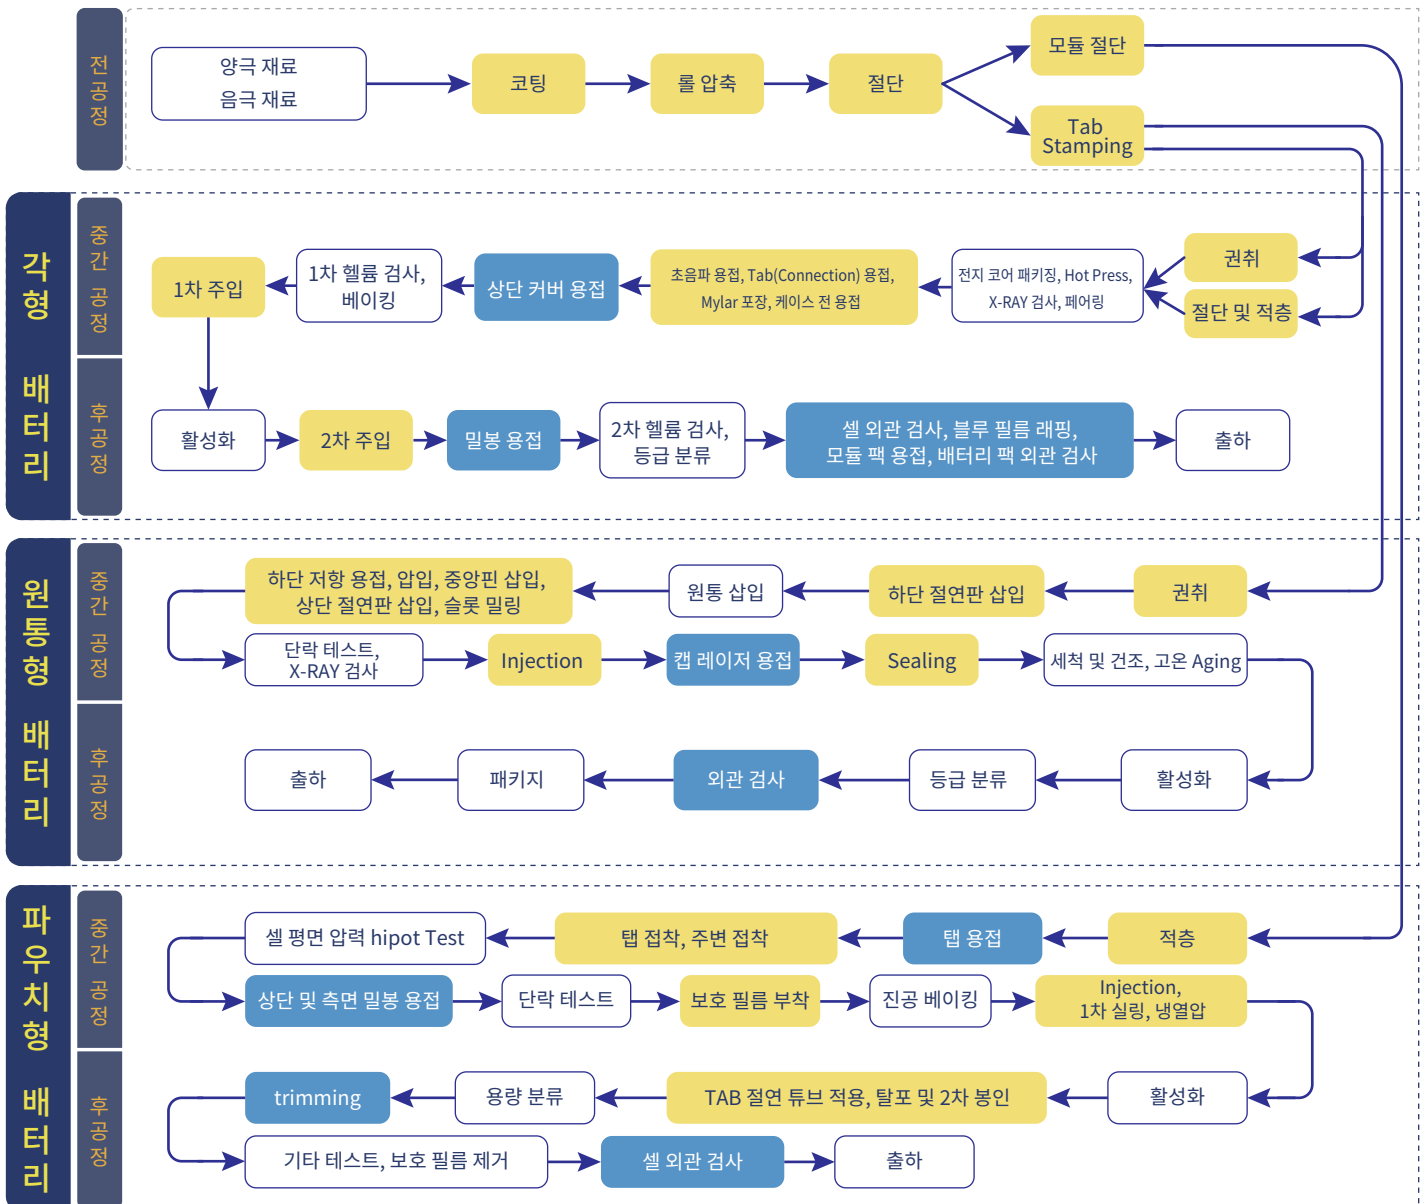 전공정
양극 재료
음극 재료
코팅
롤 압축
절단
모듈 절단
Tab
Stamping
각형 배터리
중간 공정
권취
절단 및 적층
전지 코어 패키징, Hot Press,
X-RAY 검사, 페어링
초음파 용접, Tab(Connection) 용접,
Mylar 포장, 케이스 전 용접
상단 커버 용접
1차 헬륨 검사,
베이킹
1차 주입
후공정
활성화
2차 주입
밀봉 용접
2차 헬륨 검사,
등급 분류
셀 외관 검사, 블루 필름 래핑,
모듈 팩 용접, 배터리 팩 외관 검사
출하
원통형 배터리
중간 공정
권취
하단 절연판 삽입
원통 삽입
하단 저항 용접, 압입, 중앙핀 삽입,
상단 절연판 삽입, 슬롯 밀링
단락 테스트,
X-RAY 검사
Injection
캡 레이저 용접
Sealing
세척 및 건조, 고온 Aging
후공정
활성화
등급 분류
외관 검사
패키지
출하
파우치형 배터리
중간 공정
적층
탭 용접
탭 접착, 주변 접착
셀 평면 압력 hipot Test
상단 및 측면 밀봉 용접
단락 테스트
보호 필름 부착
진공 베이킹
Injection,
1차 실링, 냉열압
후공정
활성화
TAB 절연 튜브 적용, 탈포 및 2차 봉인
용량 분류
trimming
기타 테스트, 보호 필름 제거
셀 외관 검사
출하